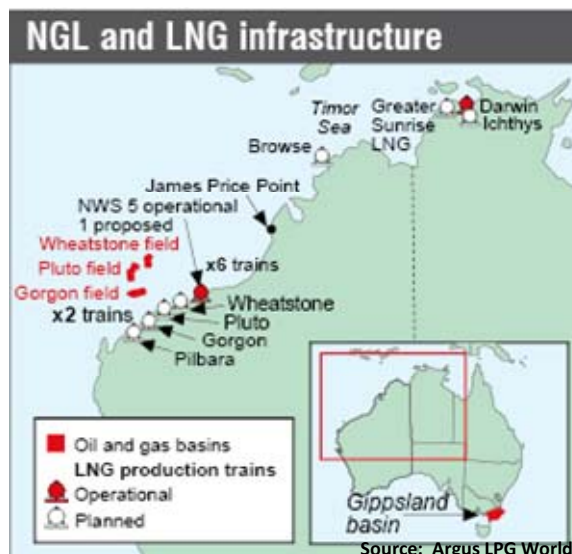 NGL and LNG infrastructure
Timor
Sea
Greater
Sunrise
LNG
Darwin
Ichthys
Browse
James Price Point
NWS 5 operational
1 proposed
Wheatstone field
Pluto field
Gorgon field
x6 trains
x2 trains
Wheatstone
Pluto
Gorgon
Pilbara
Oil and gas basins
LNG production trains
Operational
Planned
Gippsland
basin
Source: Argus LPG World